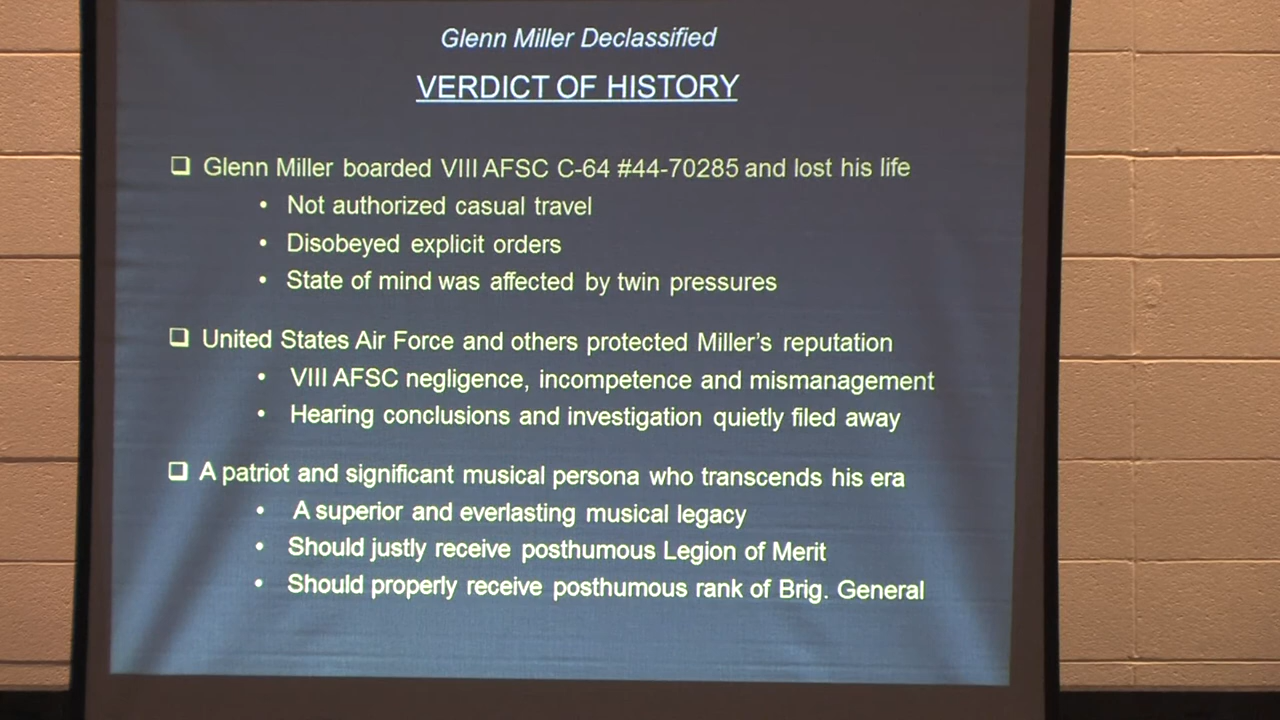 Glenn Miller Declassified
VERDICT OF HISTORY
❑ Glenn Miller boarded VIII AFSC C-64 #44-70285 and lost his life
• Not authorized casual travel
• Disobeyed explicit orders
• State of mind was affected by twin pressures
❑ United States Air Force and others protected Miller's reputation
• VIII AFSC negligence, incompetence and mismanagement
• Hearing conclusions and investigation quietly filed away
❑ A patriot and significant musical persona who transcends his era
• A superior and everlasting musical legacy
• Should justly receive posthumous Legion of Merit
• Should properly receive posthumous rank of Brig. General